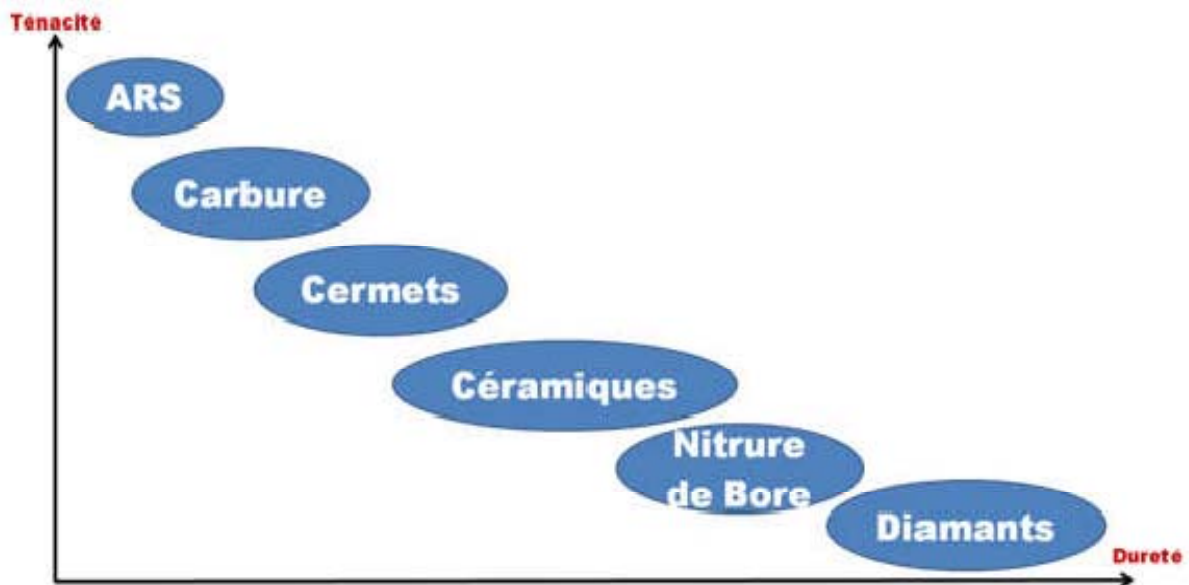 Ténacité
ARS
Carbure
Cermets
Céramiques
Nitrure
de Bore
Diamants
Dureté